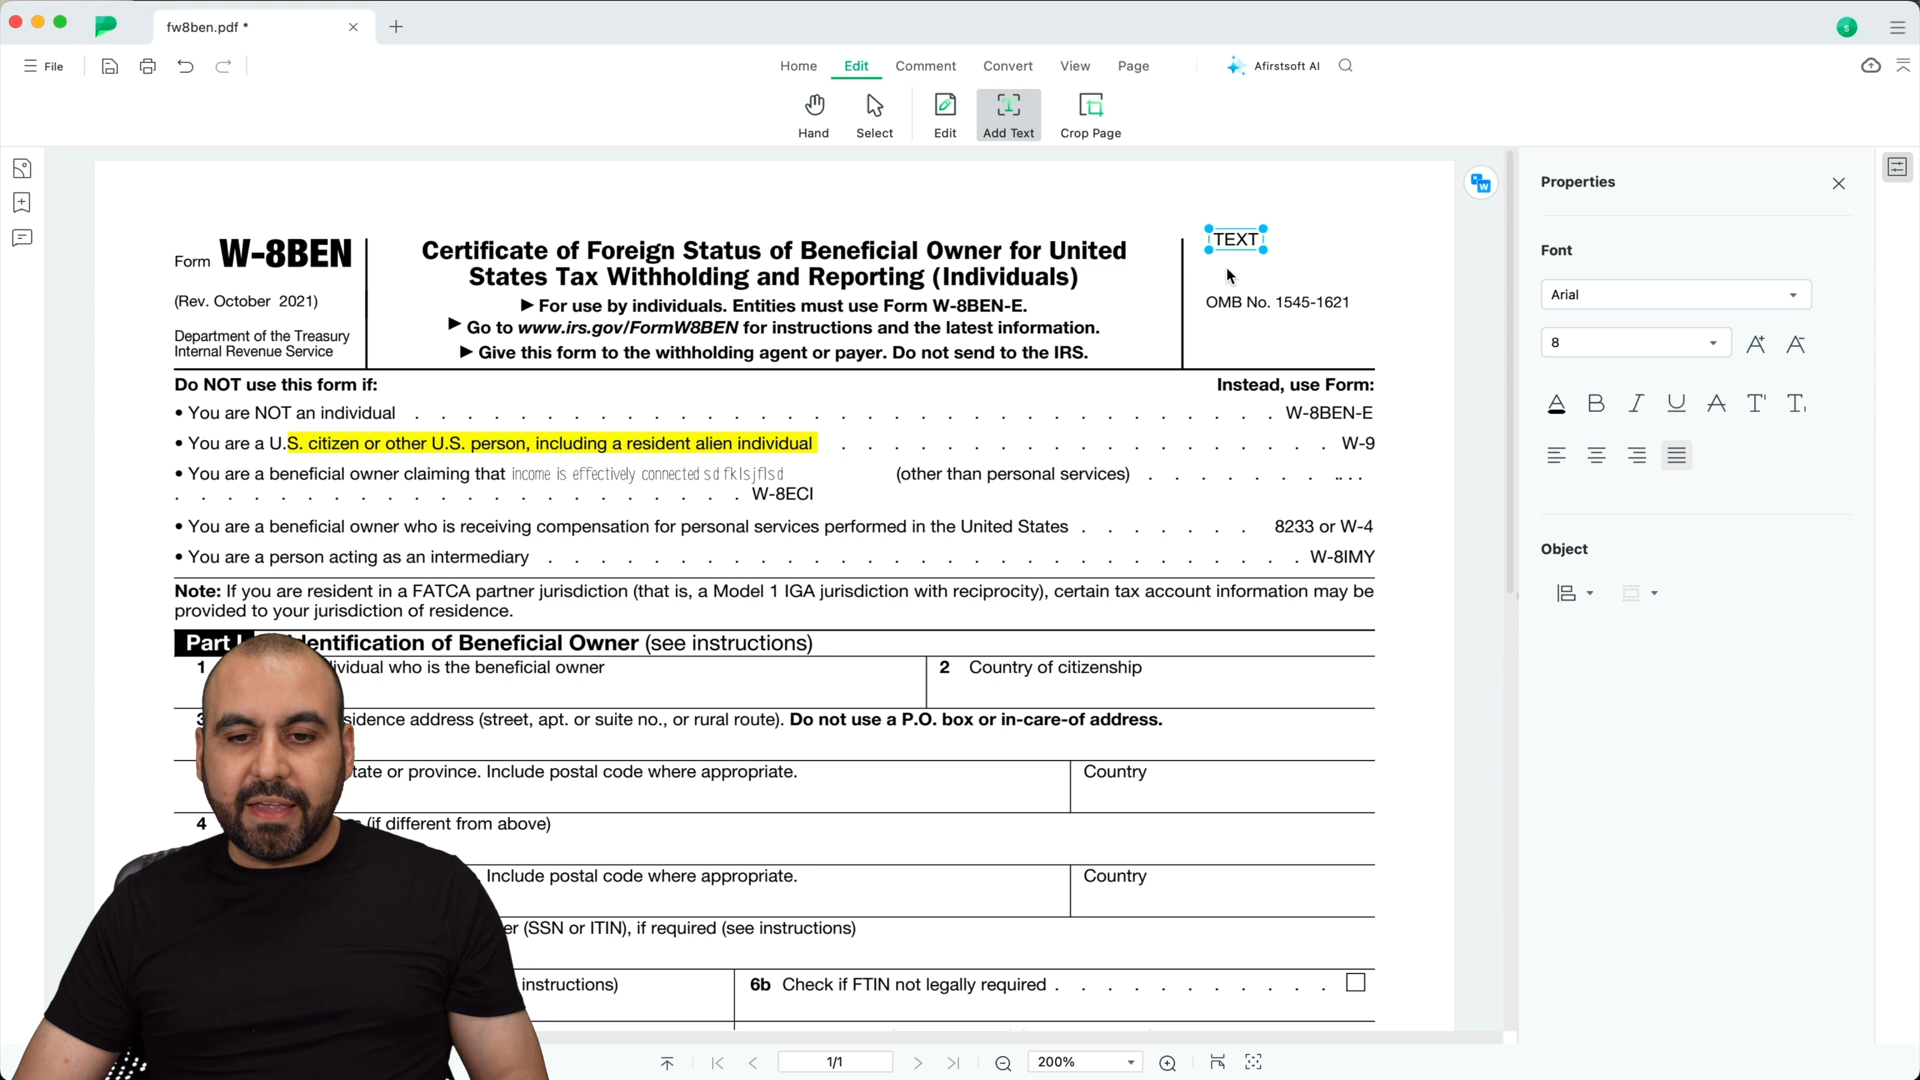 fw8ben.pdf *
s
File
Home
Edit
Comment
Convert
View
Page
Afirstsoft AI
Hand
Select
Edit
Add Text
Crop Page
Form W-8BEN
(Rev. October 2021)
Department of the Treasury
Internal Revenue Service
Certificate of Foreign Status of Beneficial Owner for United
States Tax Withholding and Reporting (Individuals)
▶ For use by individuals. Entities must use Form W-8BEN-E.
▶ Go to www.irs.gov/FormW8BEN for instructions and the latest information.
▶ Give this form to the withholding agent or payer. Do not send to the IRS.
TEXT
OMB No. 1545-1621
Do NOT use this form if: Instead, use Form:
• You are NOT an individual . . . . . . . . . . . . . . . . . . . . . . . . . . . W-8BEN-E
• You are a U.S. citizen or other U.S. person, including a resident alien individual . . . . . . . . . . . . . . . . W-9
• You are a beneficial owner claiming that income is effectively connected sd fklsjflsd (other than personal services) . . . . . . . . . . .
. . . . . . . . . . . . . . . . . . W-8ECI
• You are a beneficial owner who is receiving compensation for personal services performed in the United States . . . . . . . 8233 or W-4
• You are a person acting as an intermediary . . . . . . . . . . . . . . . . . . . . . . . . W-8IMY
Note: If you are resident in a FATCA partner jurisdiction (that is, a Model 1 IGA jurisdiction with reciprocity), certain tax account information may be
provided to your jurisdiction of residence.
Part I entification of Beneficial Owner (see instructions)
1 ividual who is the beneficial owner
2 Country of citizenship
3 sidence address (street, apt. or suite no., or rural route). Do not use a P.O. box or in-care-of address.
tate or province. Include postal code where appropriate.
Country
4 (if different from above)
. Include postal code where appropriate.
Country
er (SSN or ITIN), if required (see instructions)
instructions)
6b Check if FTIN not legally required . . . . . . . . . . .
1/1
200%
Properties
Font
Arial
8
Object